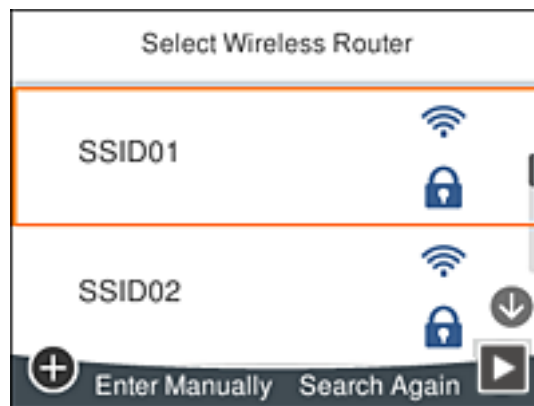 Select Wireless Router
SSID01
SSID02
Enter Manually Search Again